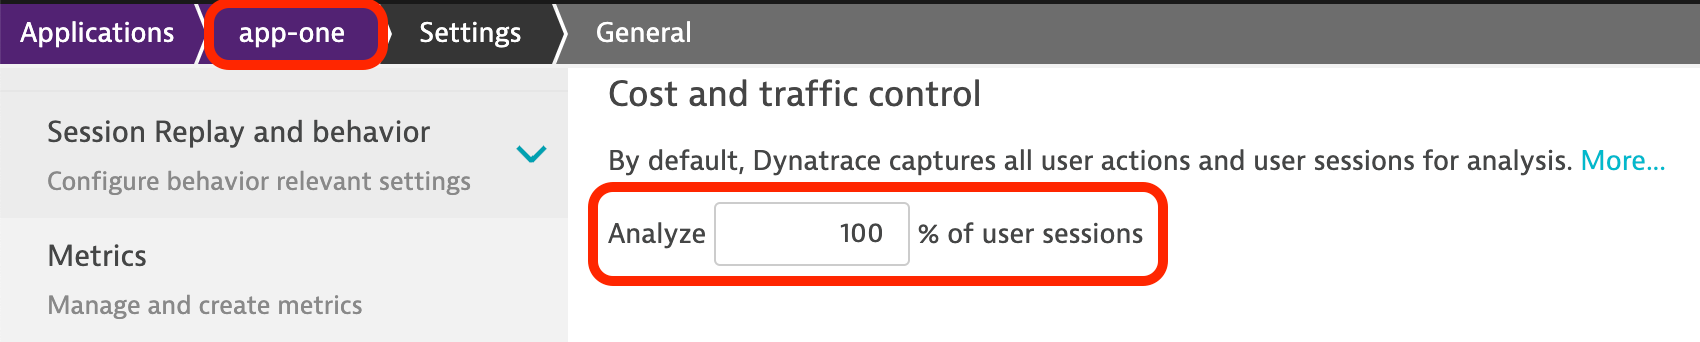 Applications app-one Settings General
Session Replay and behavior
Configure behavior relevant settings
Metrics
Manage and create metrics
Cost and traffic control
By default, Dynatrace captures all user actions and user sessions for analysis. More...
Analyze 100 % of user sessions